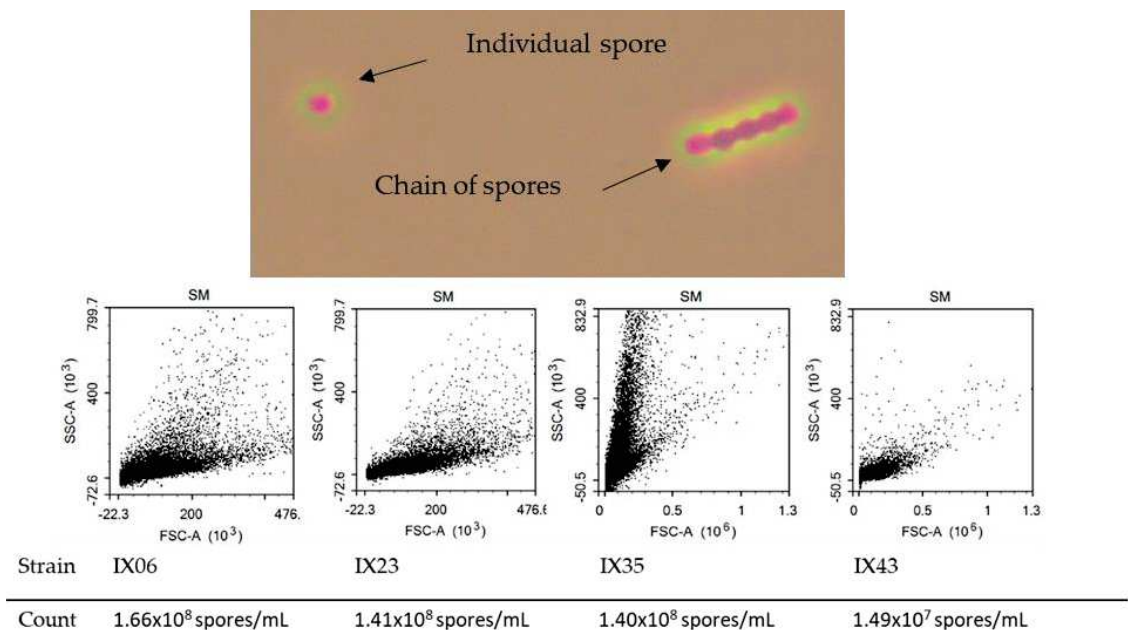 Individual spore
Chain of spores
SM SM SM SM
799.7 799.7 832.9 832.9
SSC-A (10³) SSC-A (10³) SSC-A (10³) SSC-A (10³)
400 400 400 400
-72.6 -72.6 -50.5 -50.5
-22.3 200 476. -22.3 200 476.6 0 0.5 1 1.3 0 0.5 1 1.3
FSC-A (10³) FSC-A (10³) FSC-A (10⁶) FSC-A (10⁶)
Strain IX06 IX23 IX35 IX43
Count 1.66x10⁸ spores/mL 1.41x10⁸ spores/mL 1.40x10⁸ spores/mL 1.49x10⁷ spores/mL